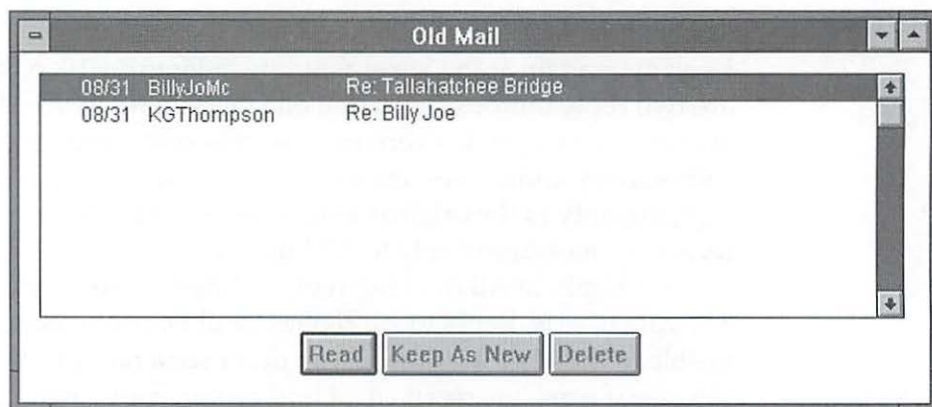 Old Mail
08/31 BillyJoMc Re: Tallahatchee Bridge
08/31 KGThompson Re: Billy Joe
Read Keep As New Delete